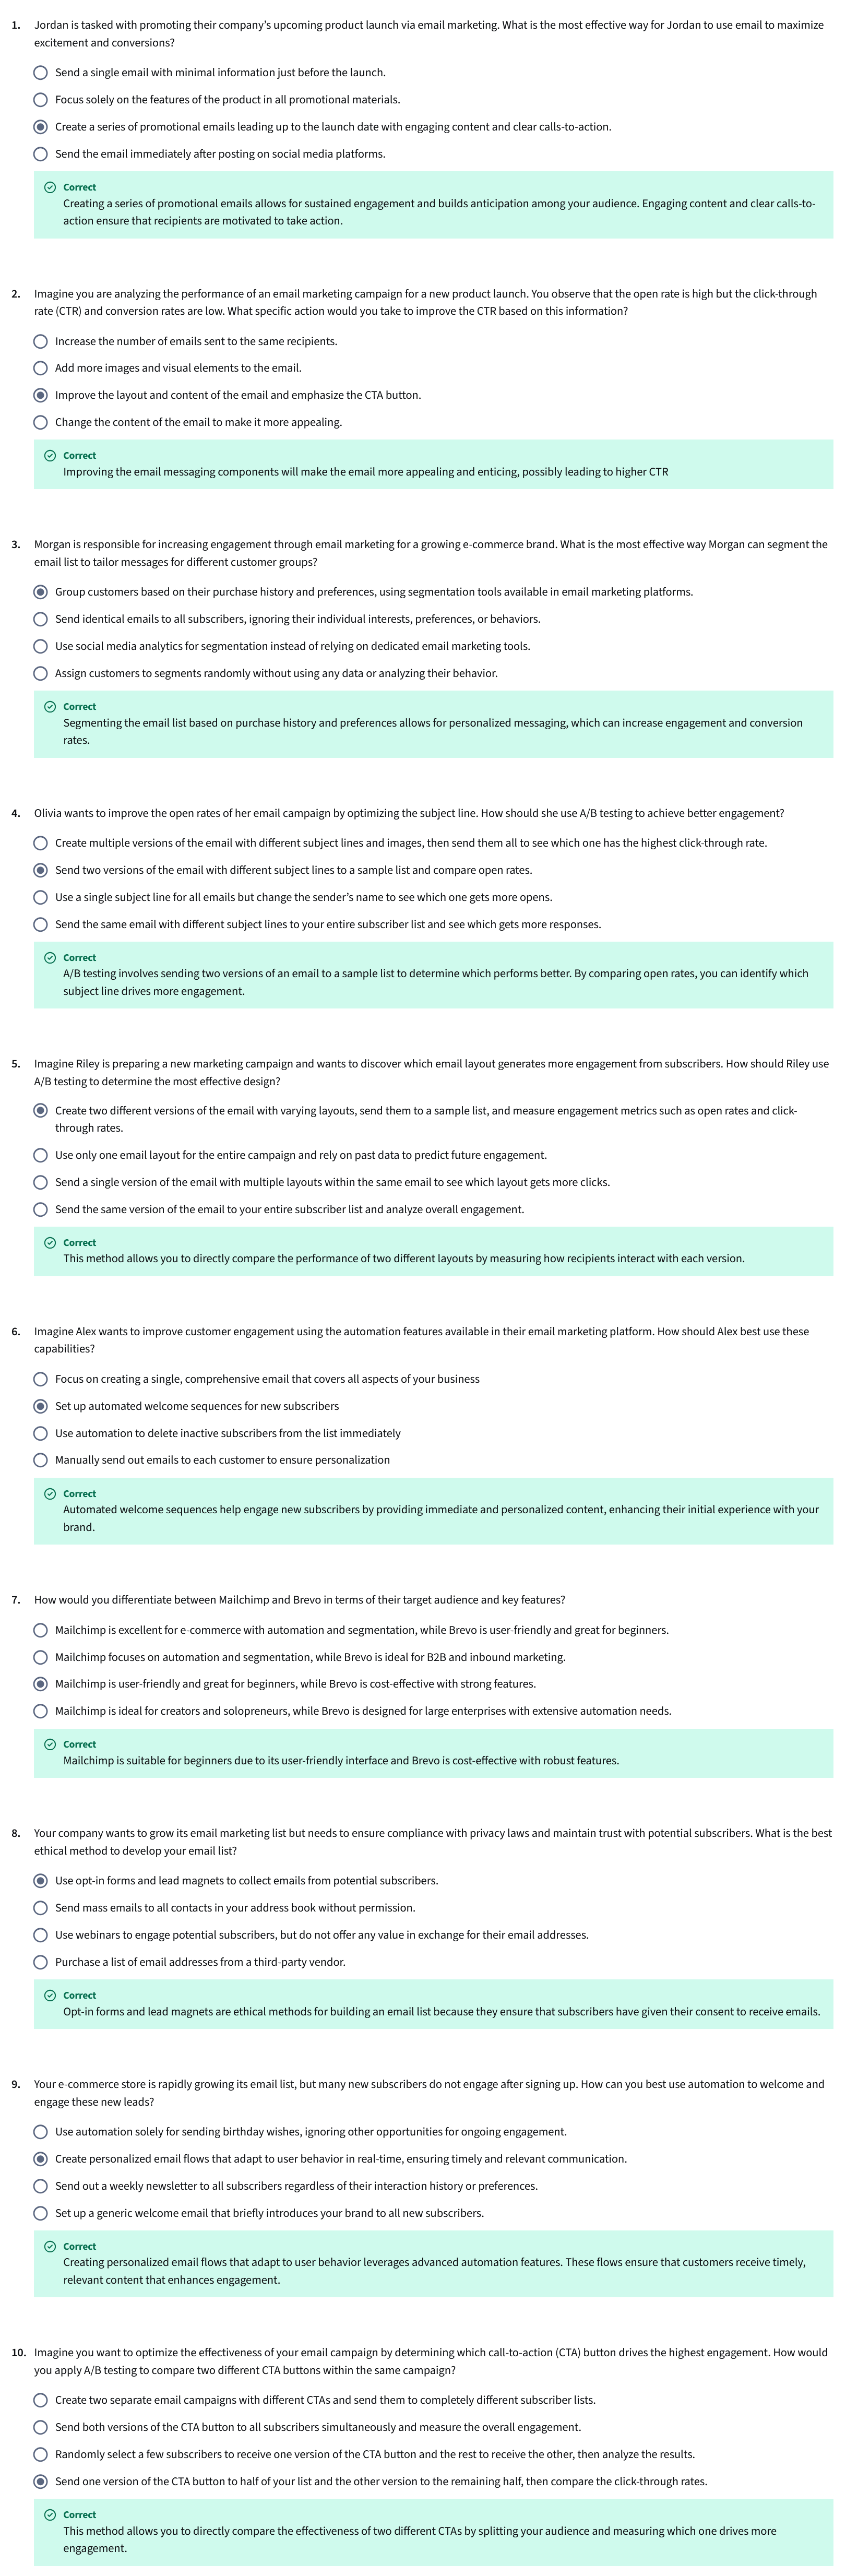 1. Jordan is tasked with promoting their company’s upcoming product launch via email marketing. What is the most effective way for Jordan to use email to maximize
excitement and conversions?
Send a single email with minimal information just before the launch.
Focus solely on the features of the product in all promotional materials.
Create a series of promotional emails leading up to the launch date with engaging content and clear calls-to-action.
Send the email immediately after posting on social media platforms.
Correct
Creating a series of promotional emails allows for sustained engagement and builds anticipation among your audience. Engaging content and clear calls-to-
action ensure that recipients are motivated to take action.
2. Imagine you are analyzing the performance of an email marketing campaign for a new product launch. You observe that the open rate is high but the click-through
rate (CTR) and conversion rates are low. What specific action would you take to improve the CTR based on this information?
Increase the number of emails sent to the same recipients.
Add more images and visual elements to the email.
Improve the layout and content of the email and emphasize the CTA button.
Change the content of the email to make it more appealing.
Correct
Improving the email messaging components will make the email more appealing and enticing, possibly leading to higher CTR
3. Morgan is responsible for increasing engagement through email marketing for a growing e-commerce brand. What is the most effective way Morgan can segment the
email list to tailor messages for different customer groups?
Group customers based on their purchase history and preferences, using segmentation tools available in email marketing platforms.
Send identical emails to all subscribers, ignoring their individual interests, preferences, or behaviors.
Use social media analytics for segmentation instead of relying on dedicated email marketing tools.
Assign customers to segments randomly without using any data or analyzing their behavior.
Correct
Segmenting the email list based on purchase history and preferences allows for personalized messaging, which can increase engagement and conversion
rates.
4. Olivia wants to improve the open rates of her email campaign by optimizing the subject line. How should she use A/B testing to achieve better engagement?
Create multiple versions of the email with different subject lines and images, then send them all to see which one has the highest click-through rate.
Send two versions of the email with different subject lines to a sample list and compare open rates.
Use a single subject line for all emails but change the sender’s name to see which one gets more opens.
Send the same email with different subject lines to your entire subscriber list and see which gets more responses.
Correct
A/B testing involves sending two versions of an email to a sample list to determine which performs better. By comparing open rates, you can identify which
subject line drives more engagement.
5. Imagine Riley is preparing a new marketing campaign and wants to discover which email layout generates more engagement from subscribers. How should Riley use
A/B testing to determine the most effective design?
Create two different versions of the email with varying layouts, send them to a sample list, and measure engagement metrics such as open rates and click-
through rates.
Use only one email layout for the entire campaign and rely on past data to predict future engagement.
Send a single version of the email with multiple layouts within the same email to see which layout gets more clicks.
Send the same version of the email to your entire subscriber list and analyze overall engagement.
Correct
This method allows you to directly compare the performance of two different layouts by measuring how recipients interact with each version.
6. Imagine Alex wants to improve customer engagement using the automation features available in their email marketing platform. How should Alex best use these
capabilities?
Focus on creating a single, comprehensive email that covers all aspects of your business
Set up automated welcome sequences for new subscribers
Use automation to delete inactive subscribers from the list immediately
Manually send out emails to each customer to ensure personalization
Correct
Automated welcome sequences help engage new subscribers by providing immediate and personalized content, enhancing their initial experience with your
brand.
7. How would you differentiate between Mailchimp and Brevo in terms of their target audience and key features?
Mailchimp is excellent for e-commerce with automation and segmentation, while Brevo is user-friendly and great for beginners.
Mailchimp focuses on automation and segmentation, while Brevo is ideal for B2B and inbound marketing.
Mailchimp is user-friendly and great for beginners, while Brevo is cost-effective with strong features.
Mailchimp is ideal for creators and solopreneurs, while Brevo is designed for large enterprises with extensive automation needs.
Correct
Mailchimp is suitable for beginners due to its user-friendly interface and Brevo is cost-effective with robust features.
8. Your company wants to grow its email marketing list but needs to ensure compliance with privacy laws and maintain trust with potential subscribers. What is the best
ethical method to develop your email list?
Use opt-in forms and lead magnets to collect emails from potential subscribers.
Send mass emails to all contacts in your address book without permission.
Use webinars to engage potential subscribers, but do not offer any value in exchange for their email addresses.
Purchase a list of email addresses from a third-party vendor.
Correct
Opt-in forms and lead magnets are ethical methods for building an email list because they ensure that subscribers have given their consent to receive emails.
9. Your e-commerce store is rapidly growing its email list, but many new subscribers do not engage after signing up. How can you best use automation to welcome and
engage these new leads?
Use automation solely for sending birthday wishes, ignoring other opportunities for ongoing engagement.
Create personalized email flows that adapt to user behavior in real-time, ensuring timely and relevant communication.
Send out a weekly newsletter to all subscribers regardless of their interaction history or preferences.
Set up a generic welcome email that briefly introduces your brand to all new subscribers.
Correct
Creating personalized email flows that adapt to user behavior leverages advanced automation features. These flows ensure that customers receive timely,
relevant content that enhances engagement.
10. Imagine you want to optimize the effectiveness of your email campaign by determining which call-to-action (CTA) button drives the highest engagement. How would
you apply A/B testing to compare two different CTA buttons within the same campaign?
Create two separate email campaigns with different CTAs and send them to completely different subscriber lists.
Send both versions of the CTA button to all subscribers simultaneously and measure the overall engagement.
Randomly select a few subscribers to receive one version of the CTA button and the rest to receive the other, then analyze the results.
Send one version of the CTA button to half of your list and the other version to the remaining half, then compare the click-through rates.
Correct
This method allows you to directly compare the effectiveness of two different CTAs by splitting your audience and measuring which one drives more
engagement.